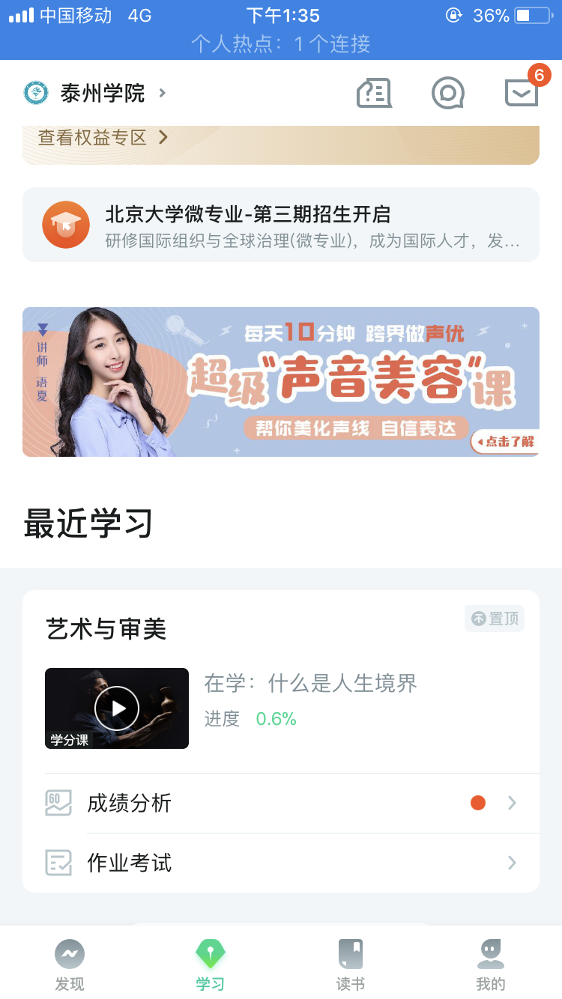 中国移动 4G 下午1:35 36%
个人热点：1 个连接
泰州学院
6
查看权益专区
北京大学微专业-第三期招生开启
研修国际组织与全球治理(微专业)，成为国际人才，发...
讲师 语夏
每天10分钟 跨界做声优
超级“声音美容”课
帮你美化声线 自信表达
点击了解
最近学习
艺术与审美
置顶
学分课
在学：什么是人生境界
进度 0.6%
60
成绩分析
作业考试
发现 学习 读书 我的